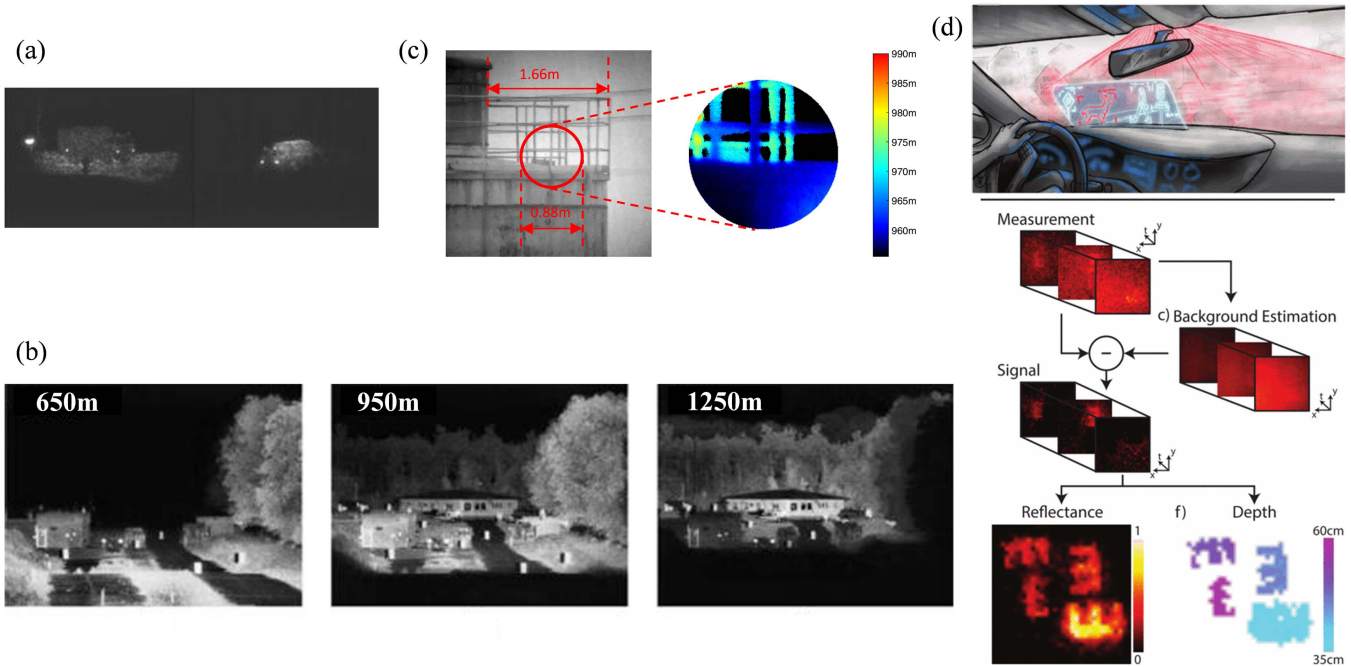 (a)
(c)
1.66m
0.88m
990m
985m
980m
975m
970m
965m
960m
(b)
650m
950m
1250m
(d)
Measurement
t
y
x
c) Background Estimation
t
y
x
Signal
t
y
x
Reflectance
1
0
f) Depth
60cm
35cm